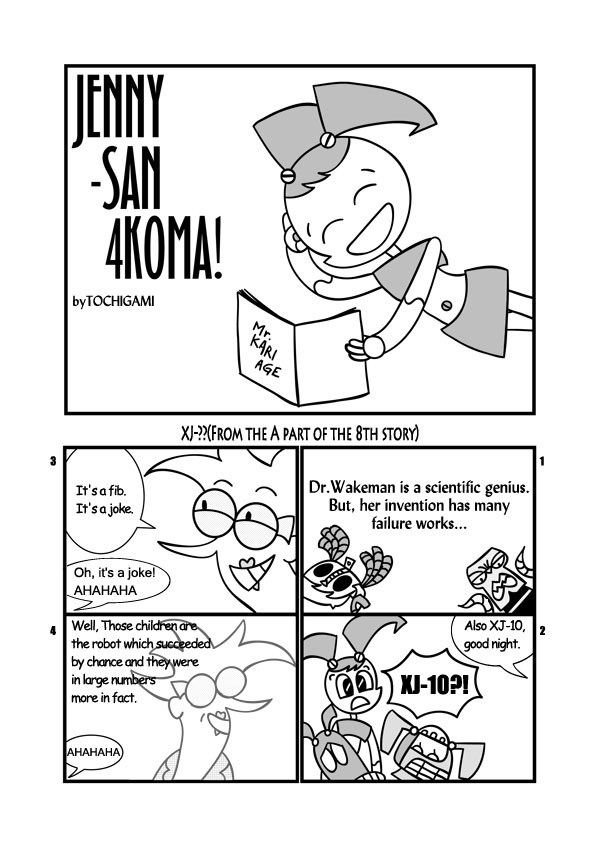 JENNY
-SAN
4KOMA!
byTOCHIGAMI
Mr.
KARI
AGE
XJ-??(FROM THE A PART OF THE 8TH STORY)
1
Dr.Wakeman is a scientific genius.
But, her invention has many
failure works...
2
Also XJ-10,
good night.
XJ-10?!
3
It's a fib.
It's a joke.
Oh, it's a joke!
AHAHAHA
4
Well, Those children are
the robot which succeeded
by chance and they were
in large numbers
more in fact.
AHAHAHA